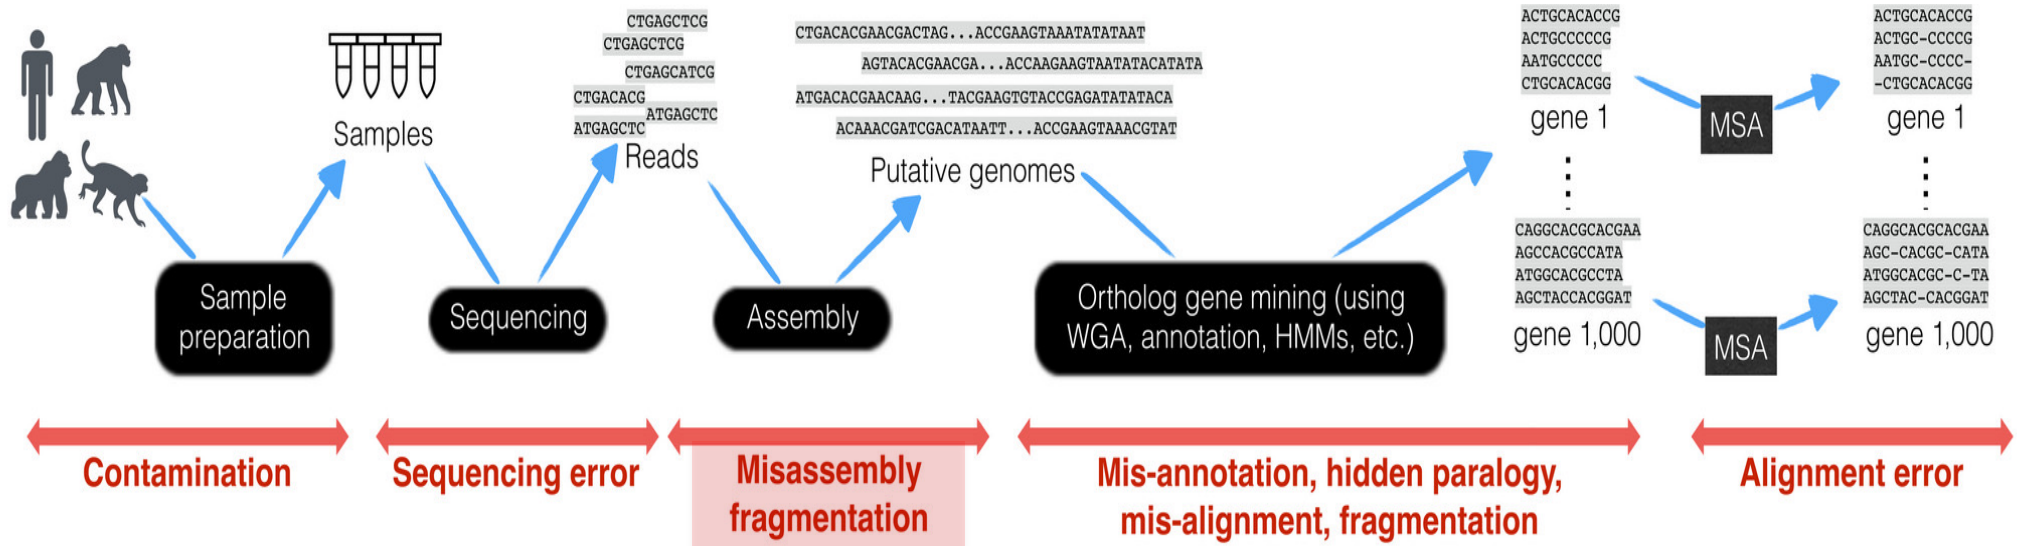 CTGAGCTCG
CTGAGCTCG
CTGAGCATCG
CTGACACG
ATGAGCTC
ATGAGCTC
Reads
Samples
CTGACACGAACGACTAG...ACCGAAGTAAATATATAAT
AGTACACGAACGA...ACCAAGAAGTAATATACATATA
ATGACACGAACAAG...TACGAAGTGTACCGAGATATATACA
ACAAACGATCGACATAATT...ACCGAAGTAAACGTAT
Putative genomes
ACTGCACACCG
ACTGCCCCCG
AATGCCCCC
CTGCACACGG
gene 1
MSA
ACTGCACACCG
ACTGC-CCCCG
AATGC-CCCC-
-CTGCACACGG
gene 1
CAGGCACGCACGAA
AGCCACGCCATA
ATGGCACGCCTA
AGCTACCACGGAT
gene 1,000
MSA
CAGGCACGCACGAA
AGC-CACGC-CATA
ATGGCACGC-C-TA
AGCTAC-CACGGAT
gene 1,000
Sample
preparation
Sequencing
Assembly
Ortholog gene mining (using
WGA, annotation, HMMs, etc.)
Contamination
Sequencing error
Misassembly
fragmentation
Mis-annotation, hidden paralogy,
mis-alignment, fragmentation
Alignment error